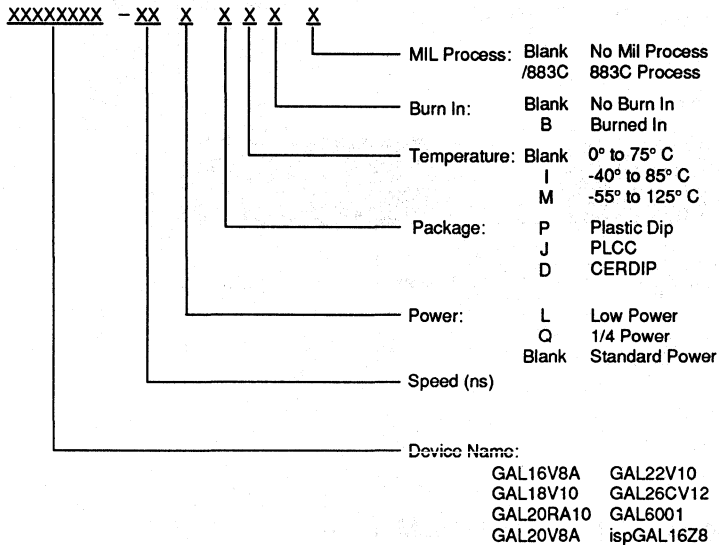 XXXXXXXX - XX X X X X X
MIL Process: Blank No Mil Process
/883C 883C Process
Burn In: Blank No Burn In
B Burned In
Temperature: Blank 0° to 75° C
I -40° to 85° C
M -55° to 125° C
Package: P Plastic Dip
J PLCC
D CERDIP
Power: L Low Power
Q 1/4 Power
Blank Standard Power
Speed (ns)
Device Name:
GAL16V8A GAL22V10
GAL18V10 GAL26CV12
GAL20RA10 GAL6001
GAL20V8A ispGAL16Z8